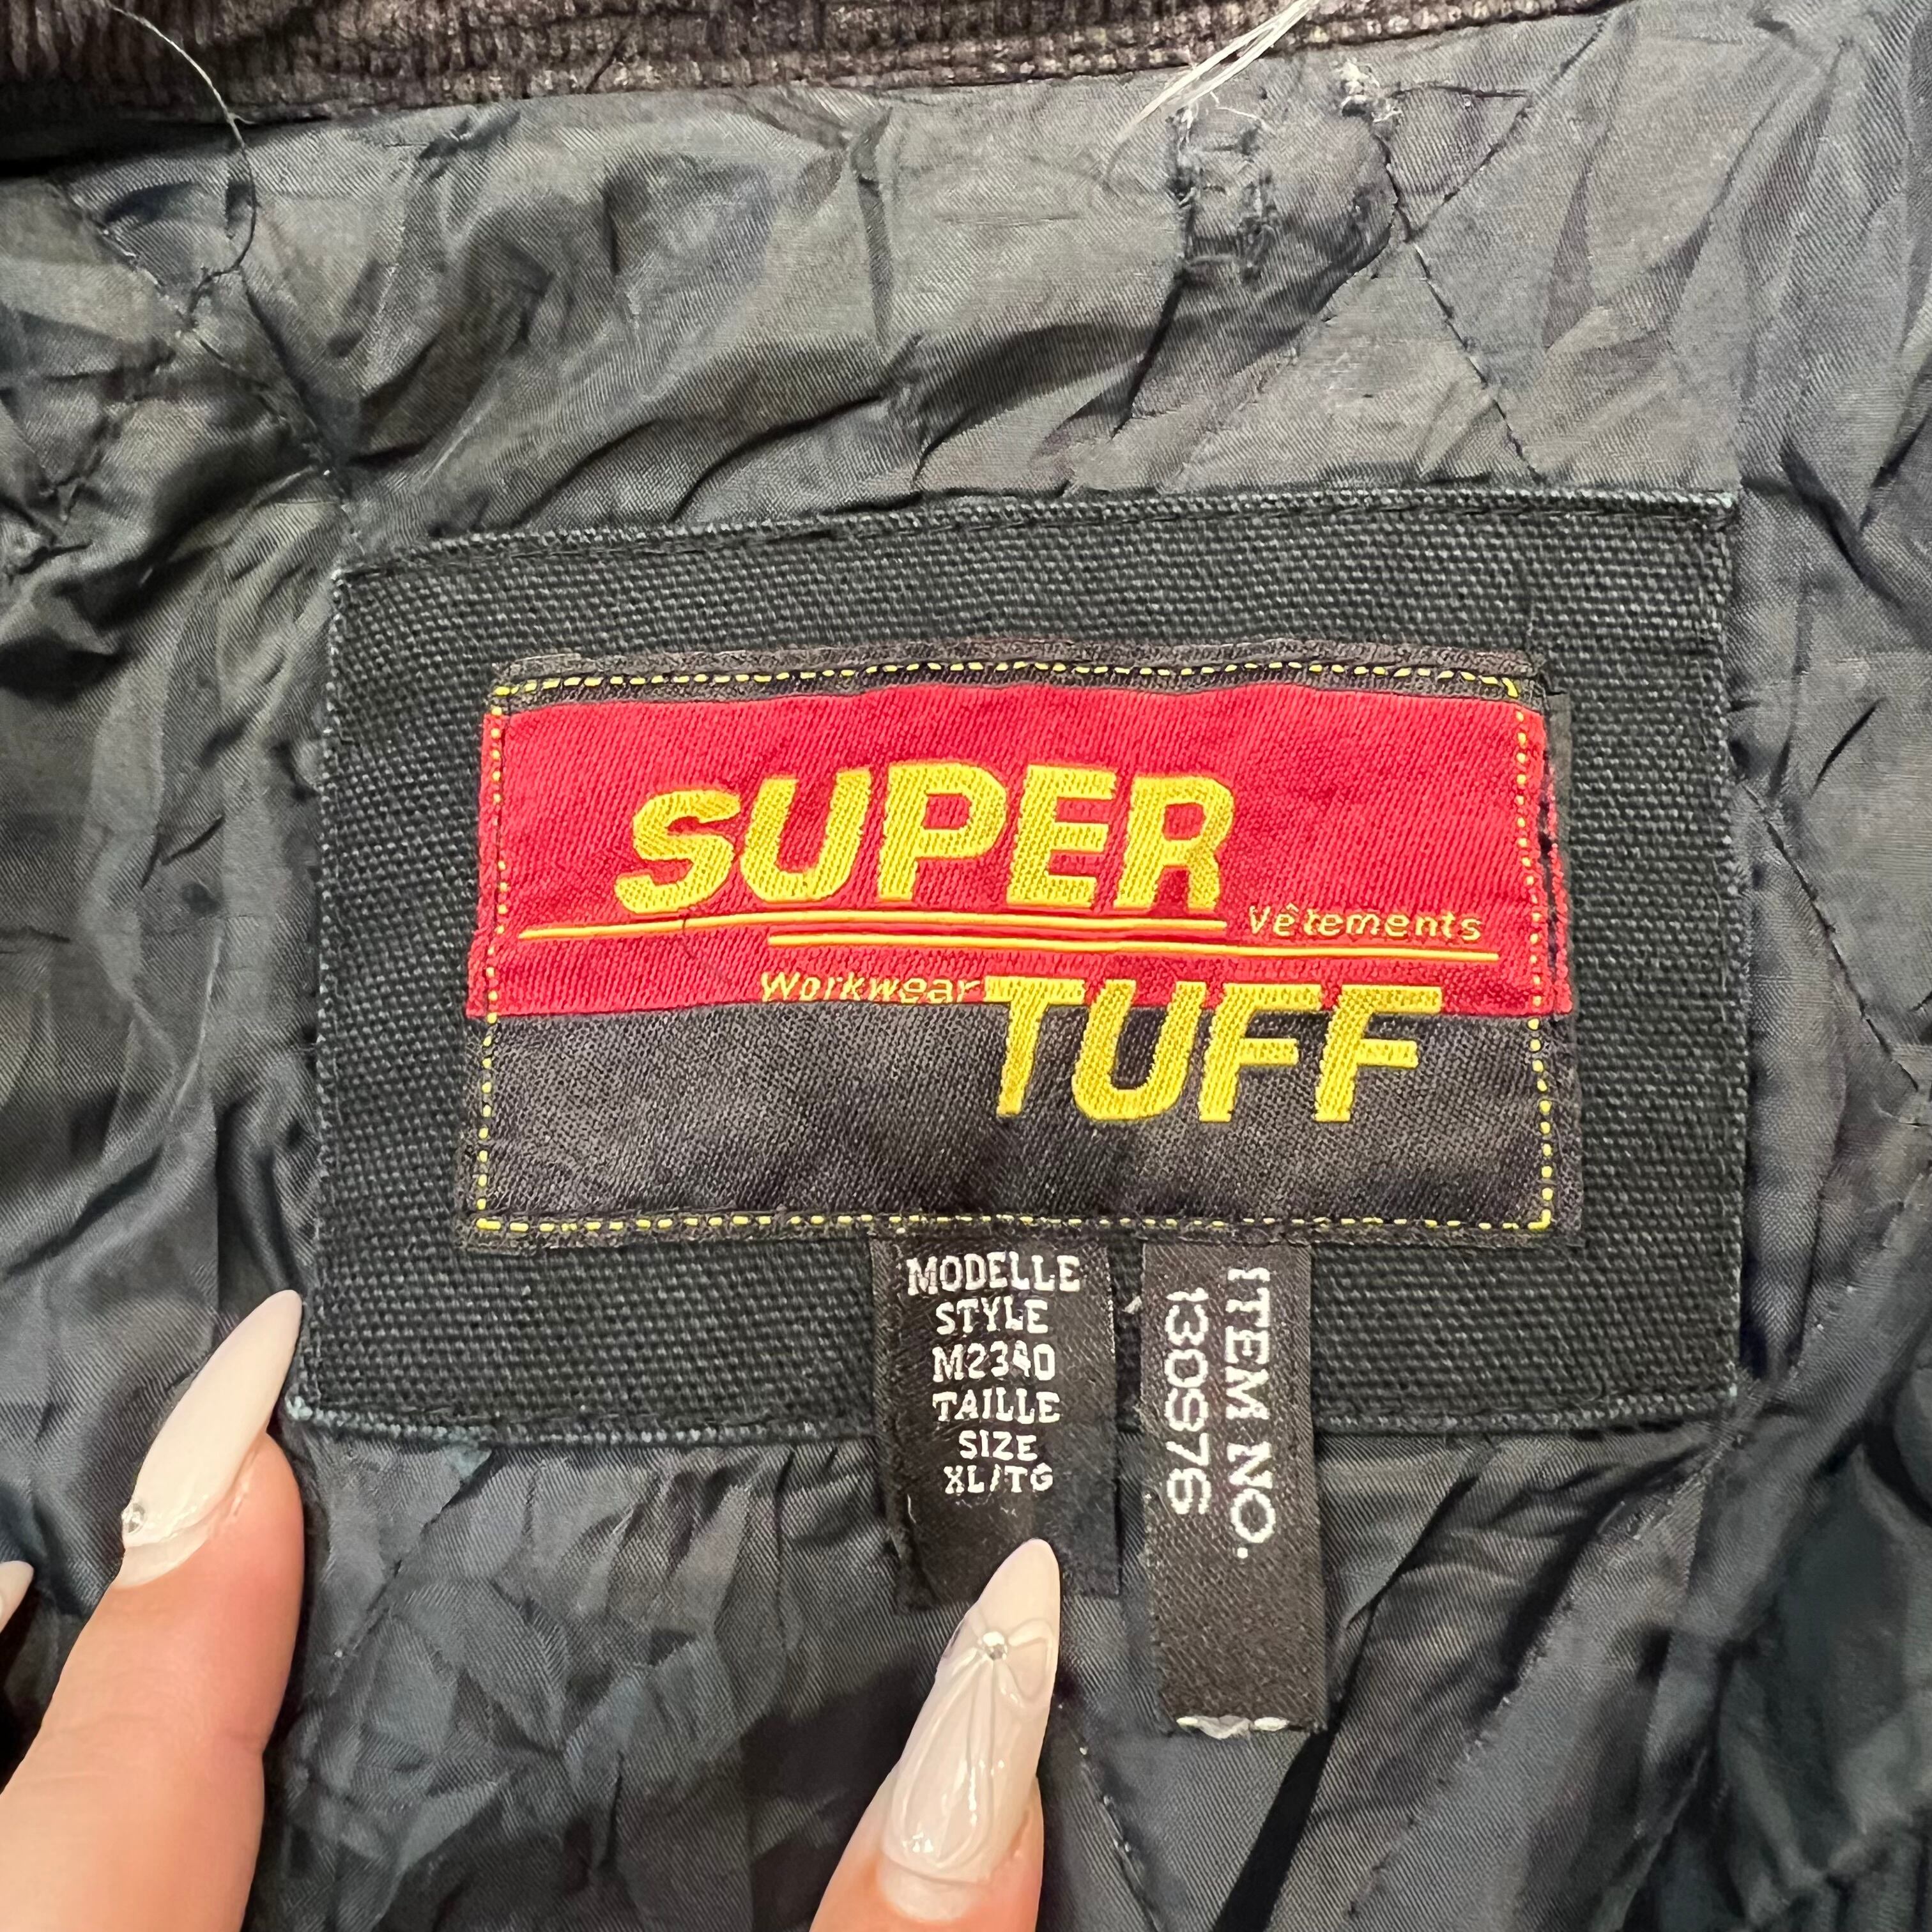 SUPER
Vêtements
Workwear
TUFF
MODELLE
STYLE
M2340
TAILLE
SIZE
XL/TG
ITEM NO.
130976